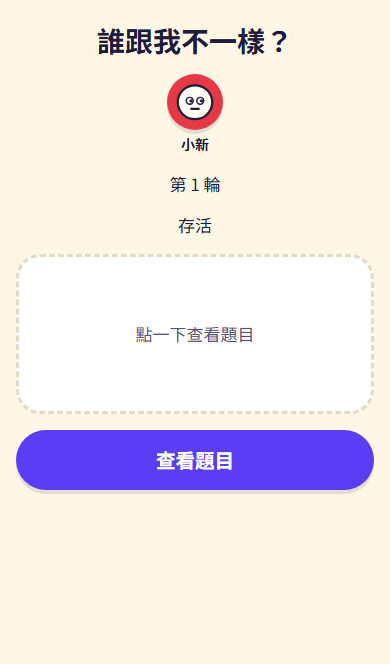 誰跟我不一樣？
小新
第 1 輪
存活
點一下查看題目
查看題目